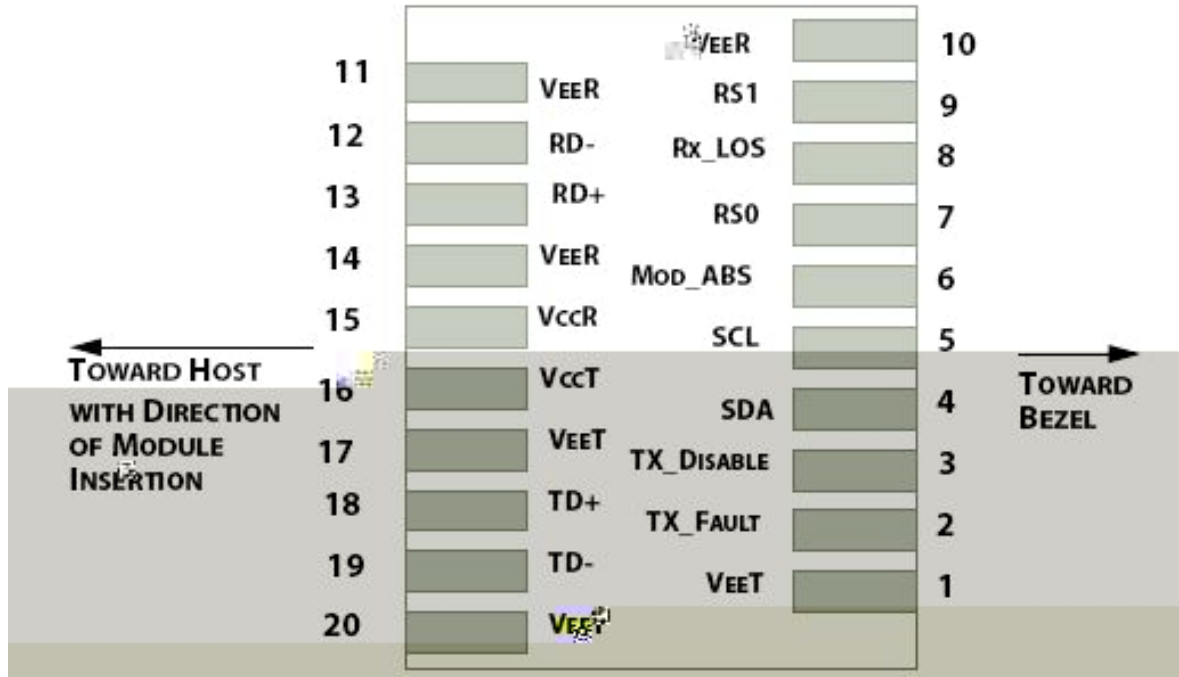 VEER 10
11 VEER
RS1 9
12 RD-
Rx_LOS 8
13 RD+
RS0 7
14 VEER
MOD_ABS 6
15 VCCR
SCL 5
TOWARD HOST
WITH DIRECTION
OF MODULE
INSERTION
TOWARD
BEZEL
16 VCCT
SDA 4
17 VEET
TX_DISABLE 3
18 TD+
TX_FAULT 2
19 TD-
VEET 1
20 VEET